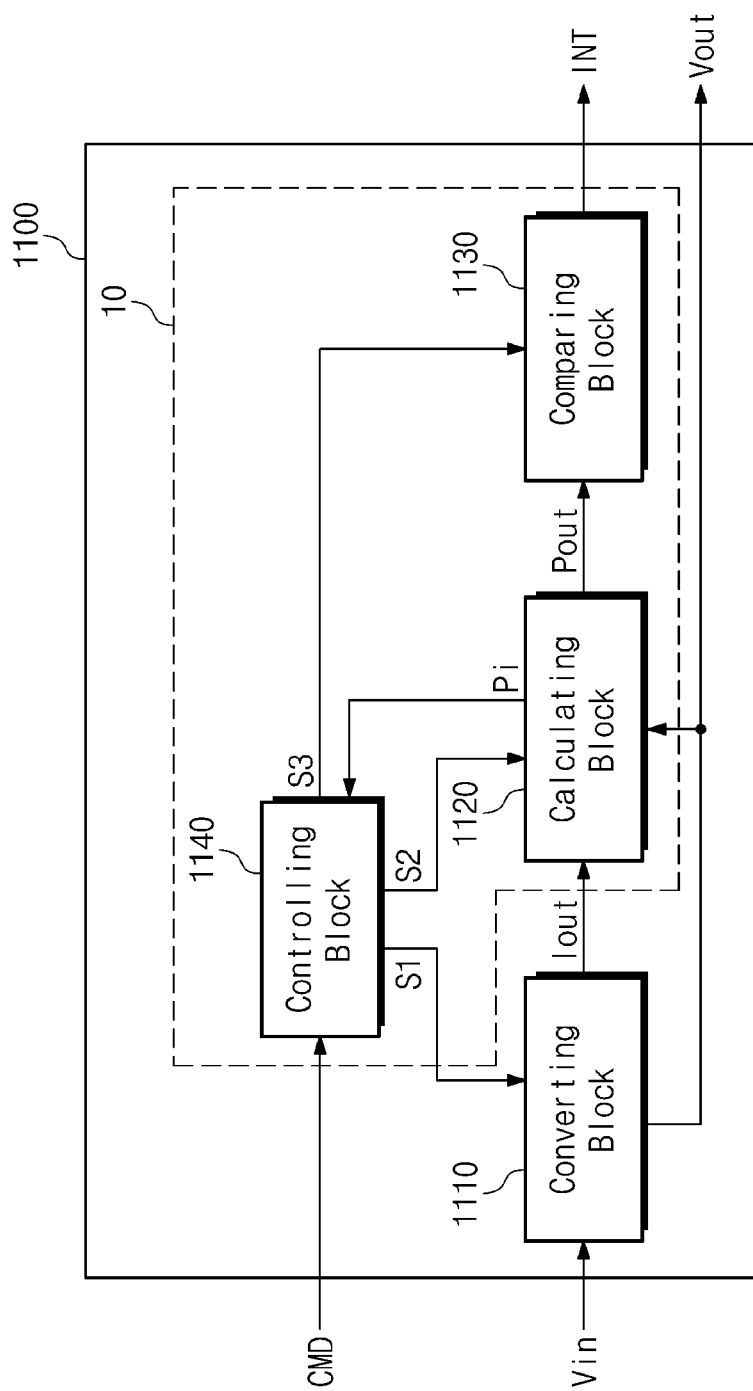 1100
10
1140
Controlling
Block
S3
CMD
S1
S2
Pi
1110
Converting
Block
Iout
1120
Calculating
Block
Pout
1130
Comparing
Block
INT
Vin
Vout